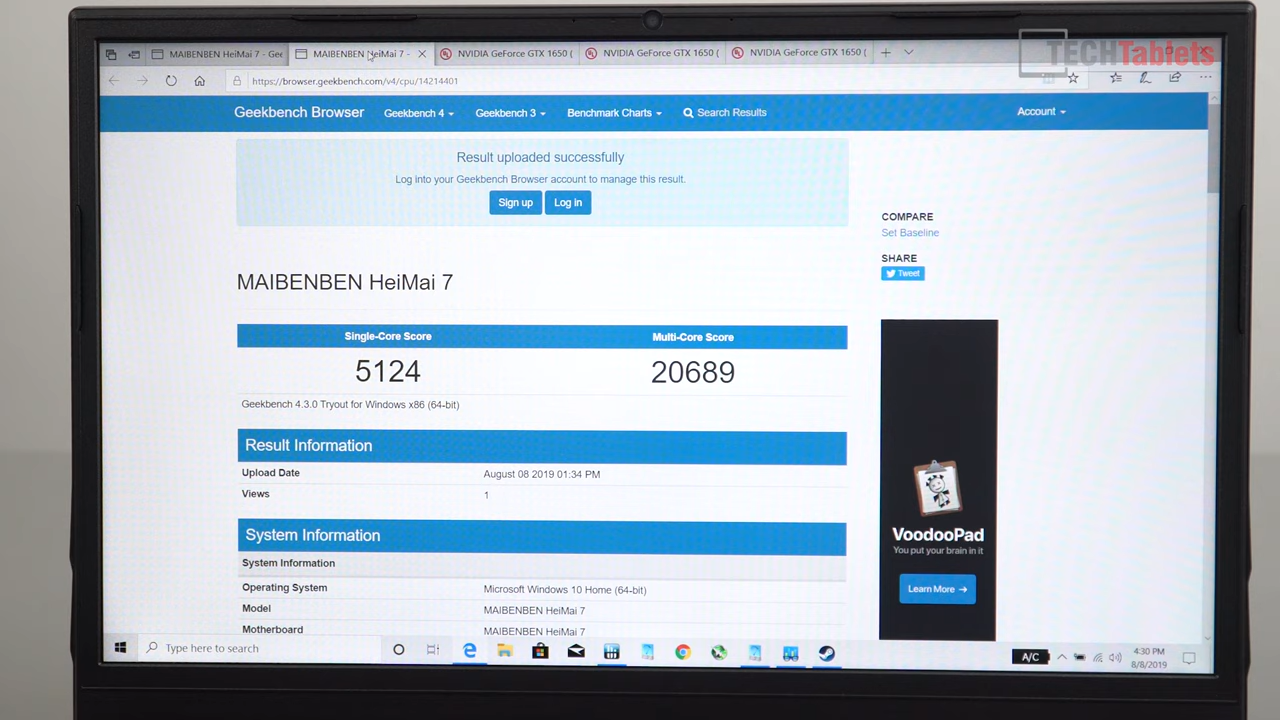 MAIBENBEN HeiMai 7 - Gee
MAIBENBEN HeiMai 7 -
NVIDIA GeForce GTX 1650 (
NVIDIA GeForce GTX 1650 (
NVIDIA GeForce GTX 1650 (
TECHTablets
https://browser.geekbench.com/v4/cpu/14214401
Geekbench Browser Geekbench 4 Geekbench 3 Benchmark Charts Search Results Account
Result uploaded successfully
Log into your Geekbench Browser account to manage this result.
Sign up Log in
COMPARE
Set Baseline
SHARE
Tweet
MAIBENBEN HeiMai 7
Single-Core Score Multi-Core Score
5124 20689
Geekbench 4.3.0 Tryout for Windows x86 (64-bit)
Result Information
Upload Date August 08 2019 01:34 PM
Views 1
System Information
System Information
Operating System Microsoft Windows 10 Home (64-bit)
Model MAIBENBEN HeiMai 7
Motherboard MAIBENBEN HeiMai 7
VoodooPad
You put your brain in it
Learn More →
Type here to search
A/C
4:30 PM
8/8/2019